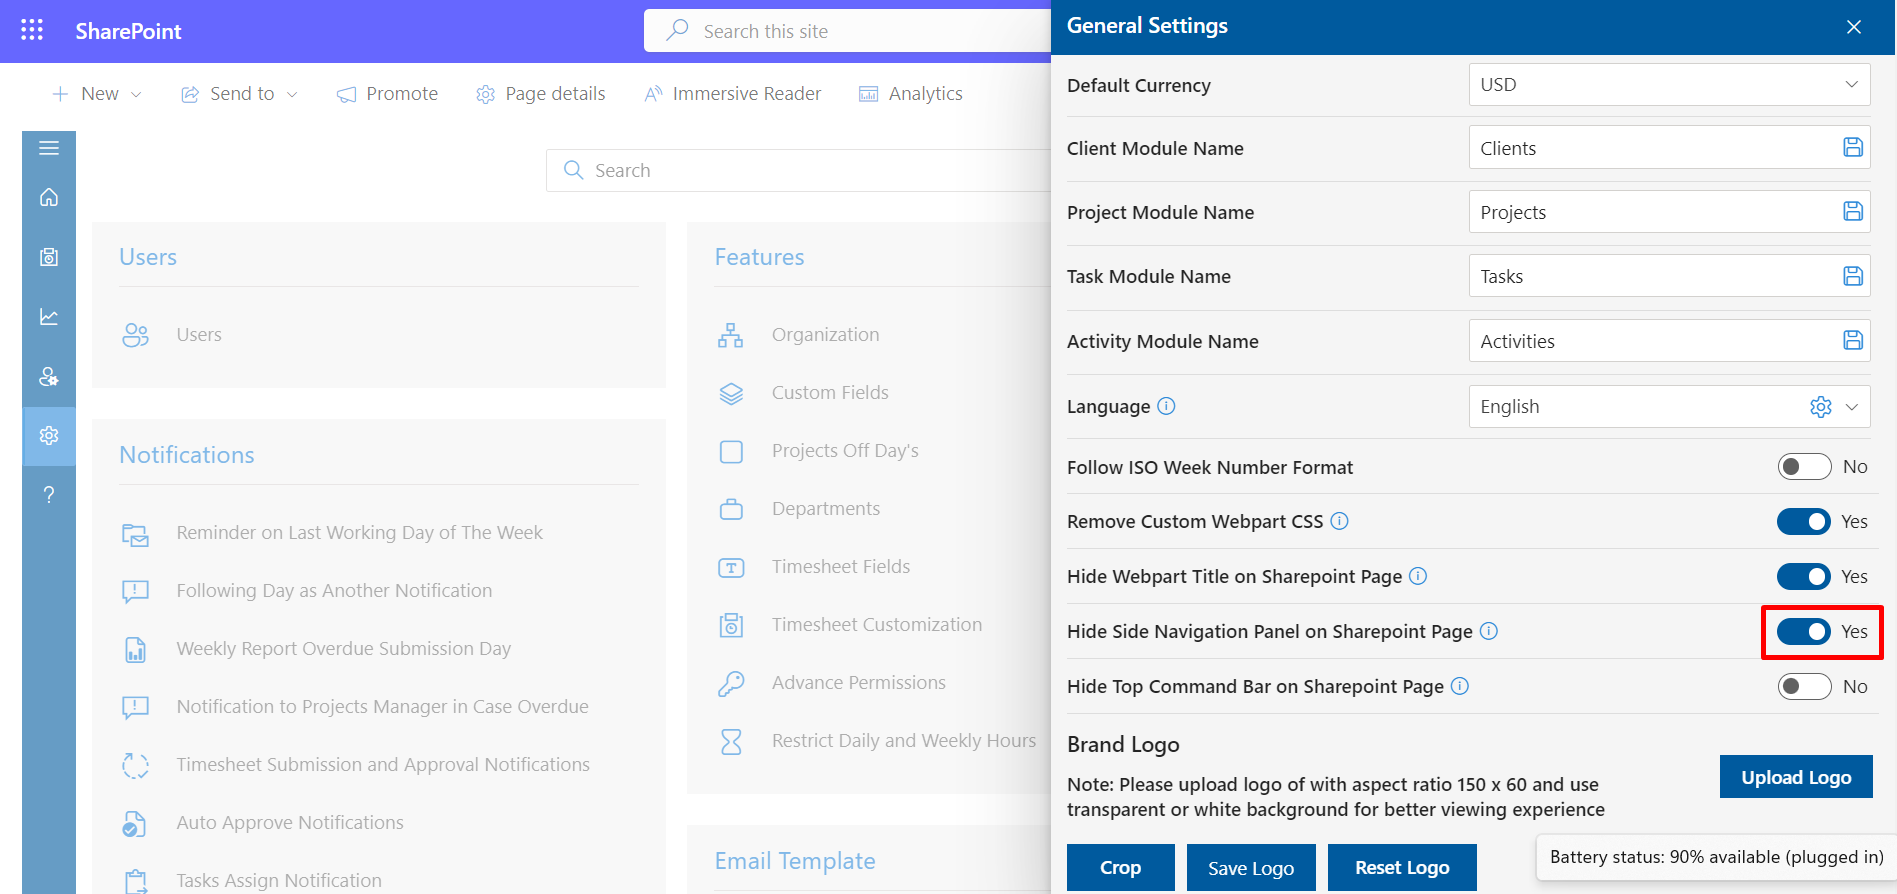 SharePoint
Search this site
New
Send to
Promote
Page details
Immersive Reader
Analytics
Search
Users
Users
Notifications
Reminder on Last Working Day of The Week
Following Day as Another Notification
Weekly Report Overdue Submission Day
Notification to Projects Manager in Case Overdue
Timesheet Submission and Approval Notifications
Auto Approve Notifications
Tasks Assign Notification
Features
Organization
Custom Fields
Projects Off Day's
Departments
Timesheet Fields
Timesheet Customization
Advance Permissions
Restrict Daily and Weekly Hours
Email Template
General Settings
Default Currency USD
Client Module Name Clients
Project Module Name Projects
Task Module Name Tasks
Activity Module Name Activities
Language English
Follow ISO Week Number Format No
Remove Custom Webpart CSS Yes
Hide Webpart Title on Sharepoint Page Yes
Hide Side Navigation Panel on Sharepoint Page Yes
Hide Top Command Bar on Sharepoint Page No
Brand Logo
Note: Please upload logo of with aspect ratio 150 x 60 and use
transparent or white background for better viewing experience
Upload Logo
Crop
Save Logo
Reset Logo
Battery status: 90% available (plugged in)